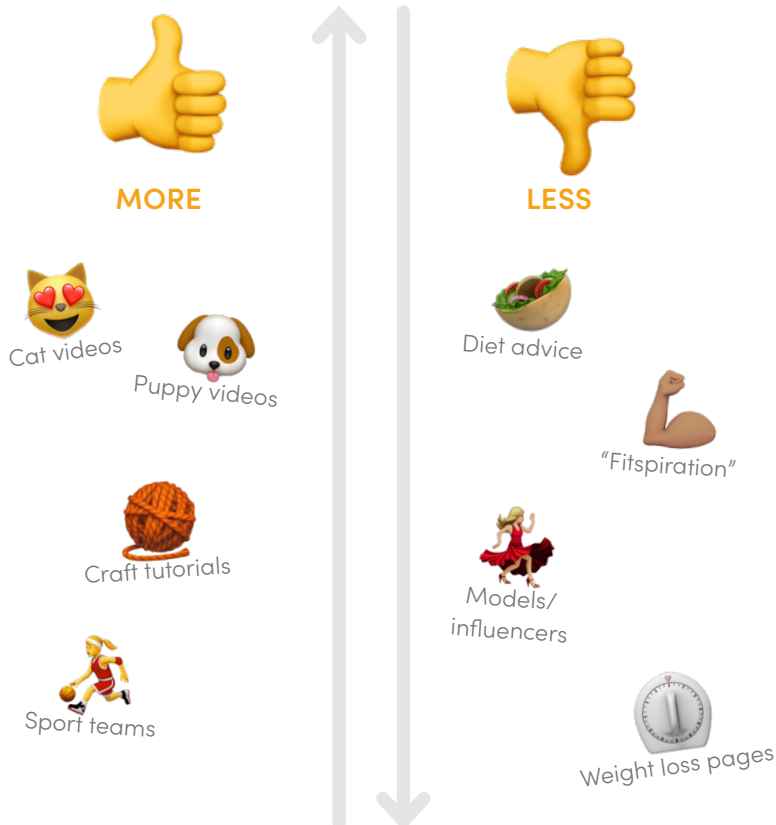 MORE
LESS
Cat videos
Puppy videos
Craft tutorials
Sport teams
Diet advice
“Fitspiration”
Models/
influencers
Weight loss pages